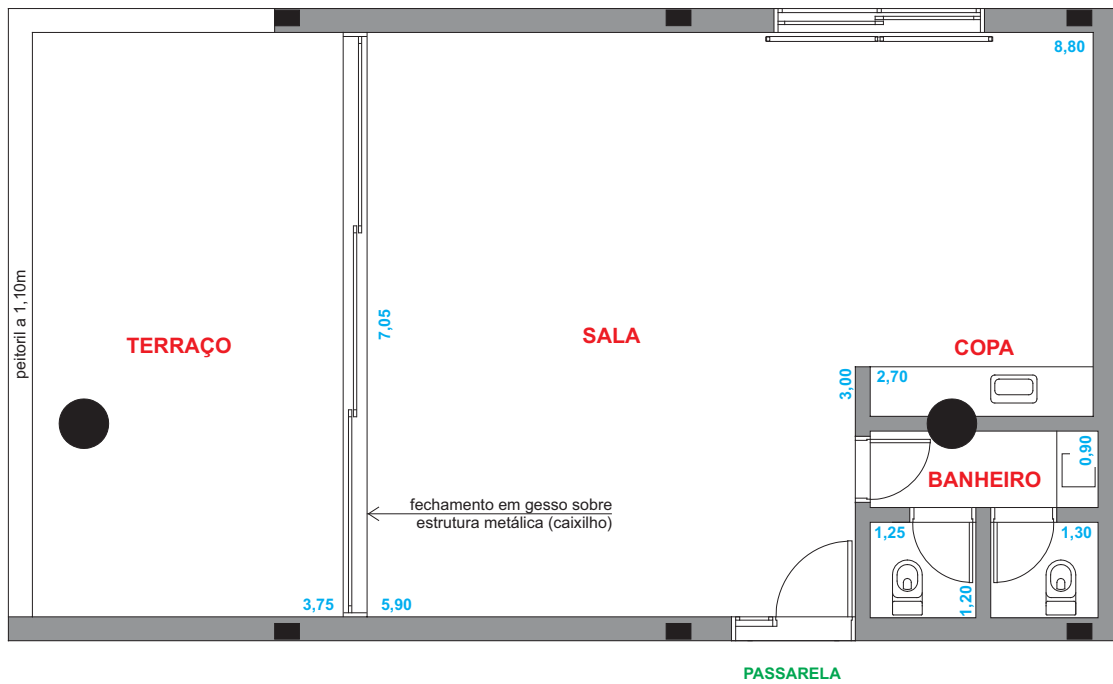 8,80
peitoril a 1,10m
TERRAÇO
7,05
SALA
COPA
3,00
2,70
0,90
BANHEIRO
fechamento em gesso sobre
estrutura metálica (caixilho)
1,25
1,30
1,20
3,75
5,90
PASSARELA